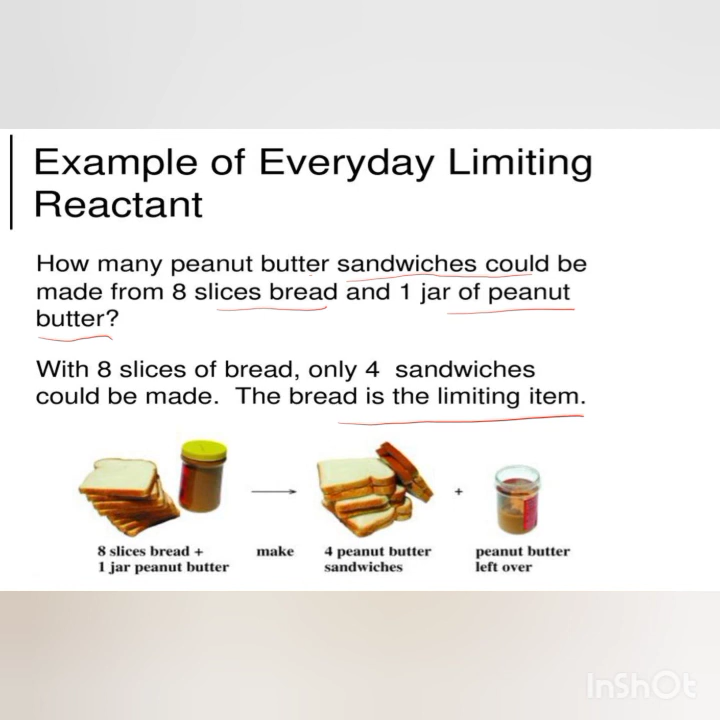 Example of Everyday Limiting
Reactant
How many peanut butter sandwiches could be
made from 8 slices bread and 1 jar of peanut
butter?
With 8 slices of bread, only 4 sandwiches
could be made. The bread is the limiting item.
+
8 slices bread +
1 jar peanut butter
make
4 peanut butter
sandwiches
peanut butter
left over
InShOt